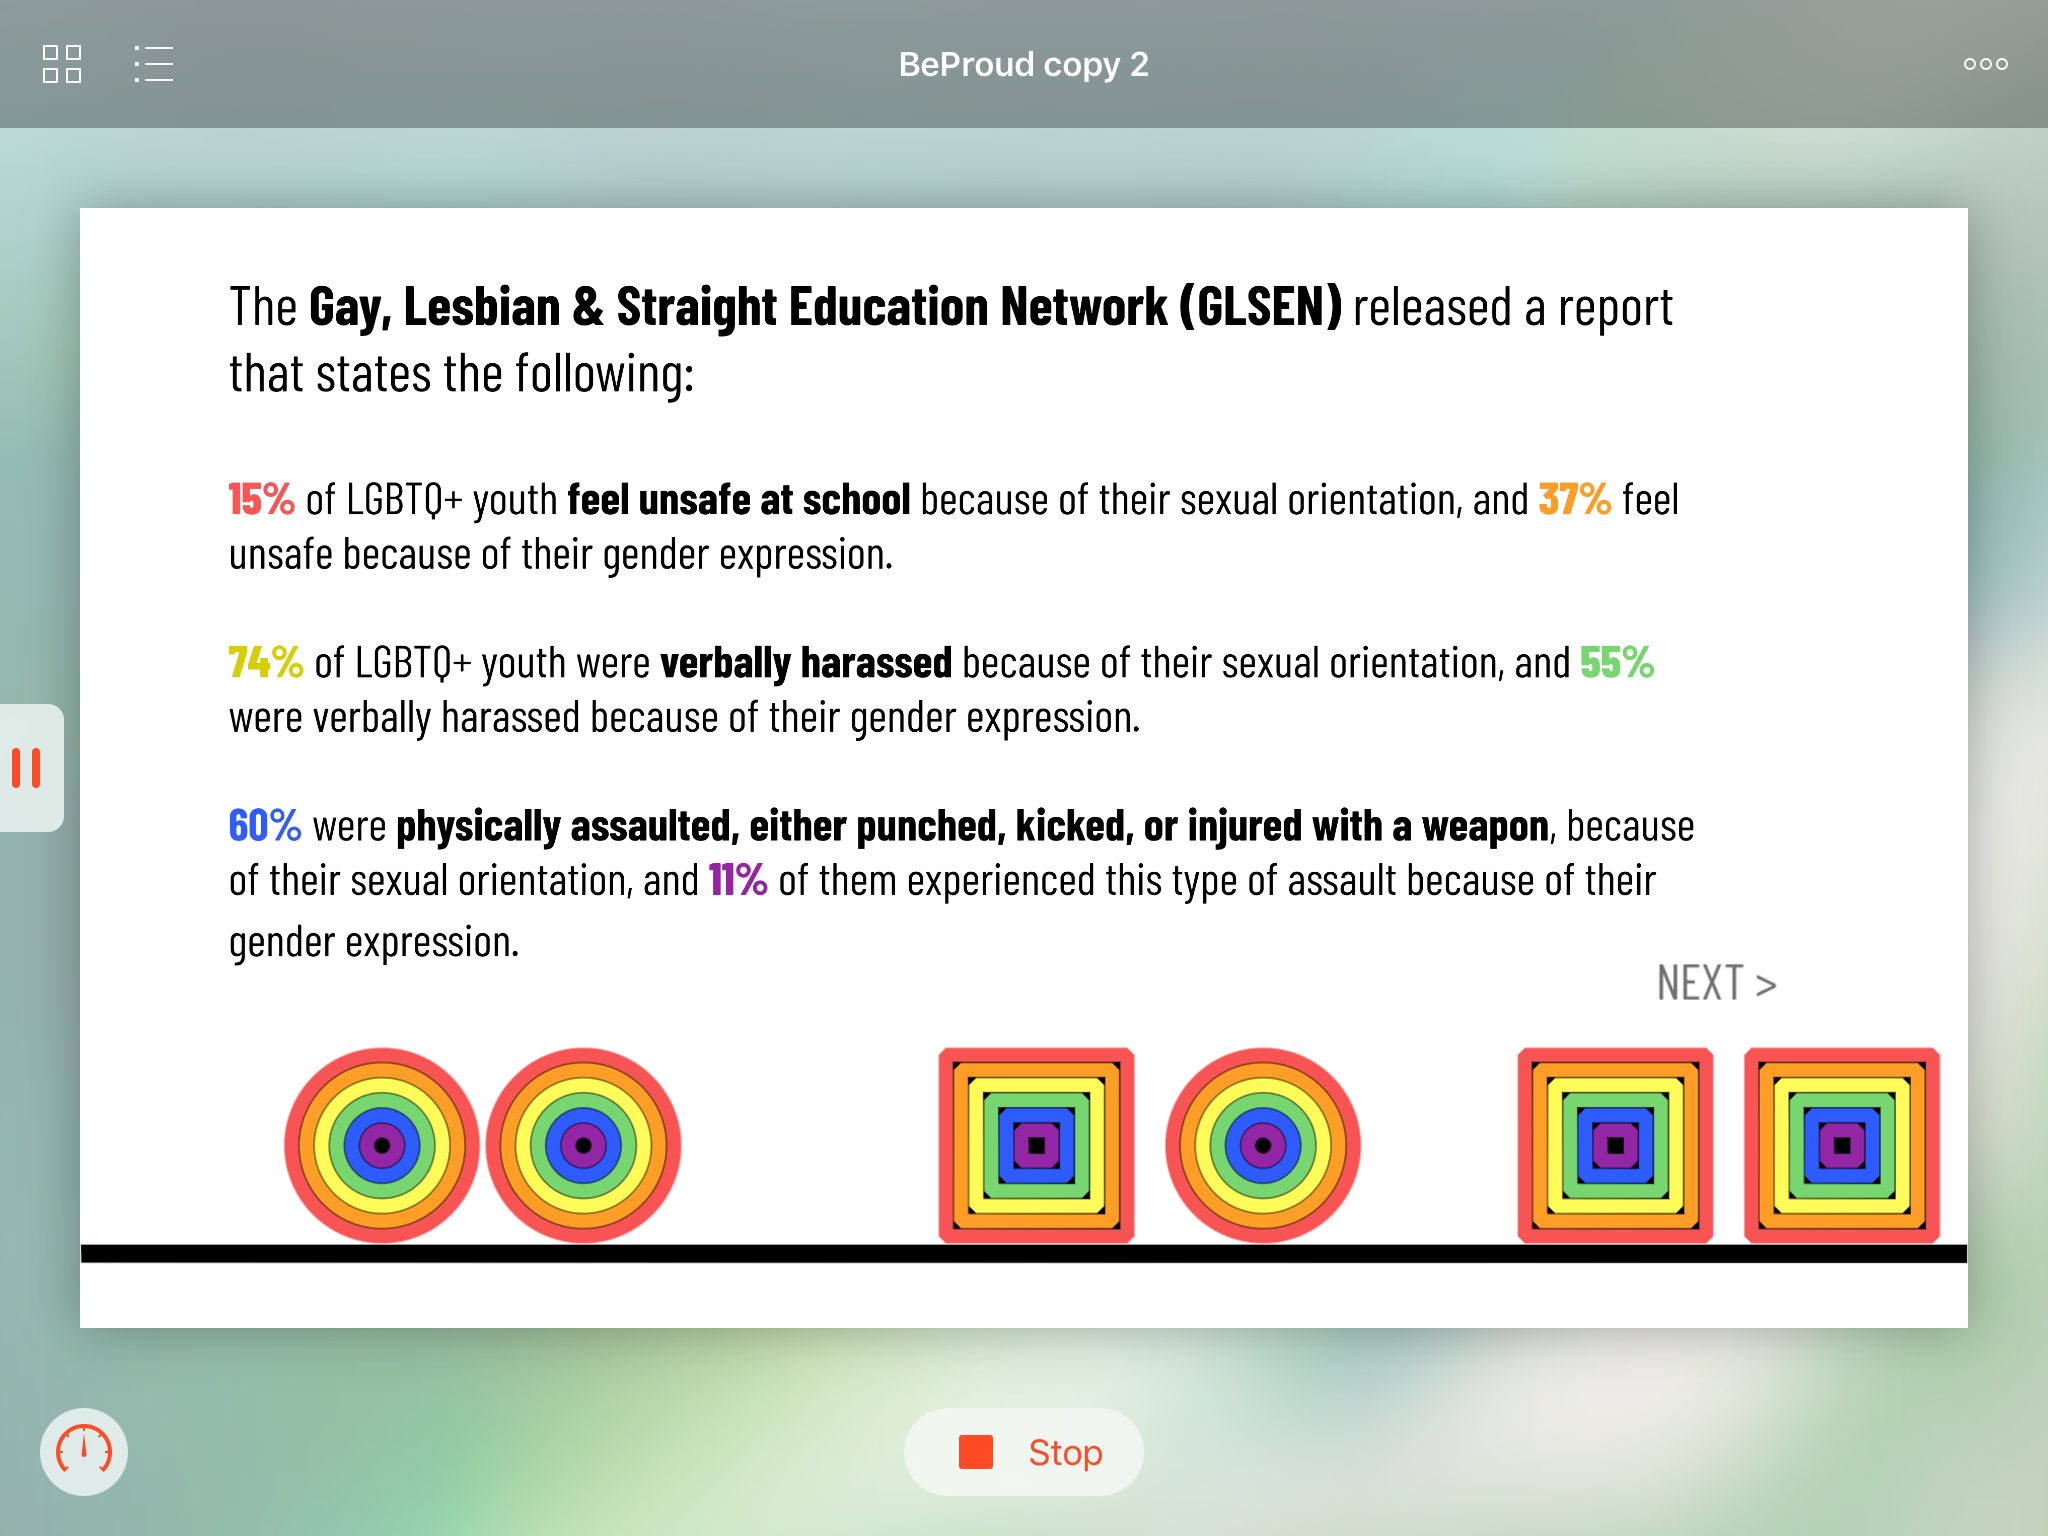 BeProud copy 2
The Gay, Lesbian & Straight Education Network (GLSEN) released a report
that states the following:
15% of LGBTQ+ youth feel unsafe at school because of their sexual orientation, and 37% feel
unsafe because of their gender expression.
74% of LGBTQ+ youth were verbally harassed because of their sexual orientation, and 55%
were verbally harassed because of their gender expression.
60% were physically assaulted, either punched, kicked, or injured with a weapon, because
of their sexual orientation, and 11% of them experienced this type of assault because of their
gender expression.
NEXT >
Stop